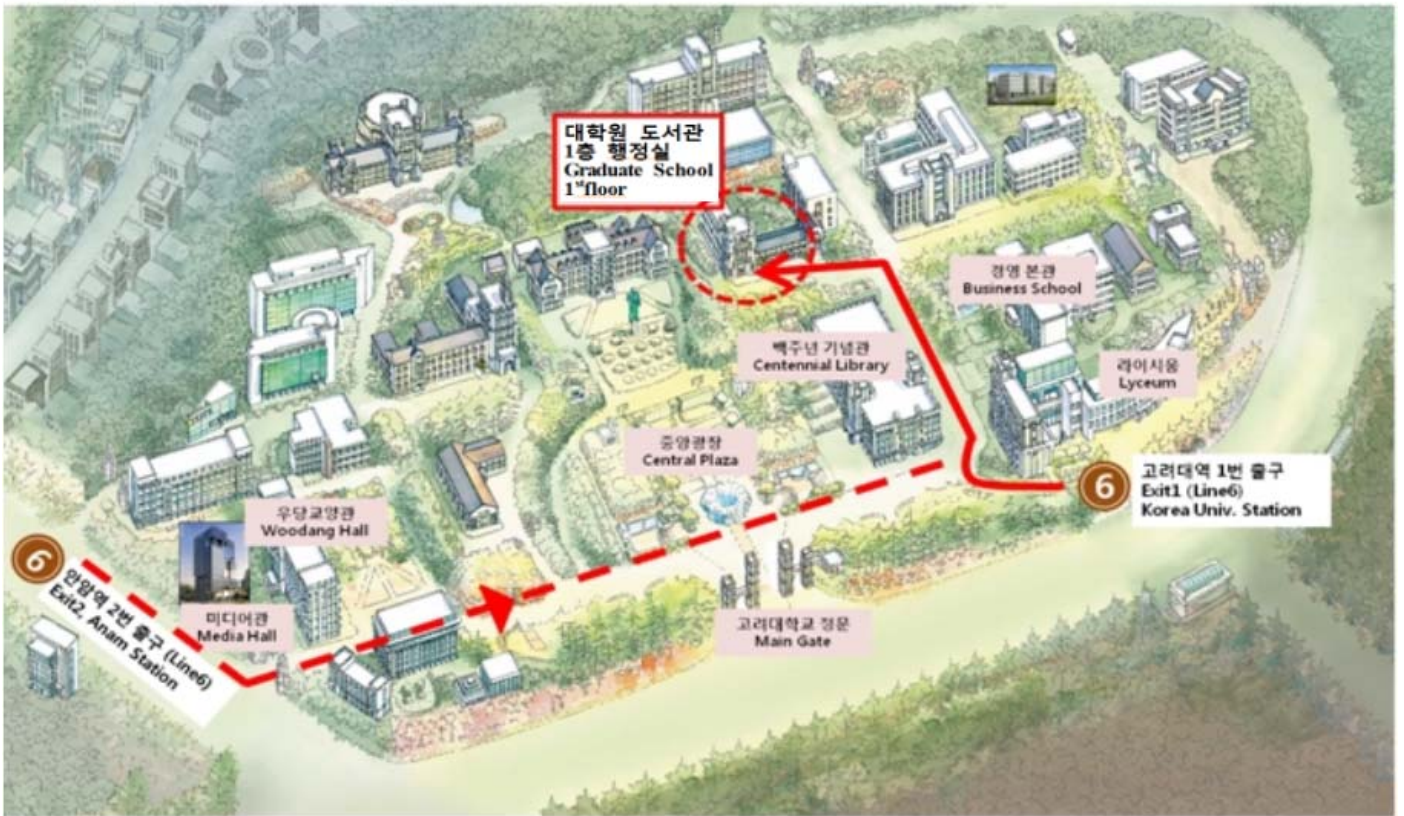 대학원 도서관
1층 행정실
Graduate School
1st floor
경영 본관
Business School
백주년 기념관
Centennial Library
라이시움
Lyceum
중앙광장
Central Plaza
6
고려대역 1번 출구
Exit1 (Line6)
Korea Univ. Station
우당교양관
Woodang Hall
6
안암역 2번 출구 (Line6)
Exit2, Anam Station
미디어관
Media Hall
고려대학교 정문
Main Gate